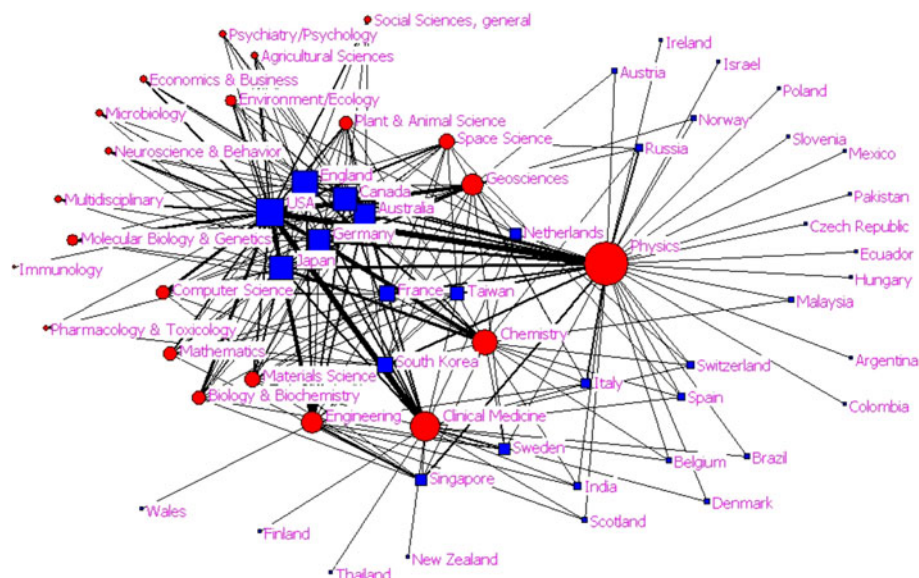 Social Sciences, general
Psychiatry/Psychology
Ireland
Agricultural Sciences
Israel
Austria
Economics & Business
Poland
Environment/Ecology
Microbiology
Plant & Animal Science
Norway
Slovenia
Space Science
Russia
Mexico
Neuroscience & Behavior
England
Geosciences
Canada
Pakistan
Multidisciplinary
USA
Australia
Czech Republic
Germany
Netherlands
Molecular Biology & Genetics
Physics
Ecuador
Japan
Immunology
Hungary
Computer Science
France
Taiwan
Malaysia
Pharmacology & Toxicology
Chemistry
Mathematics
Argentina
South Korea
Switzerland
Materials Science
Italy
Biology & Biochemistry
Spain
Colombia
Engineering
Clinical Medicine
Sweden
Brazil
Belgium
Singapore
India
Denmark
Wales
Scotland
Finland
New Zealand
Thailand